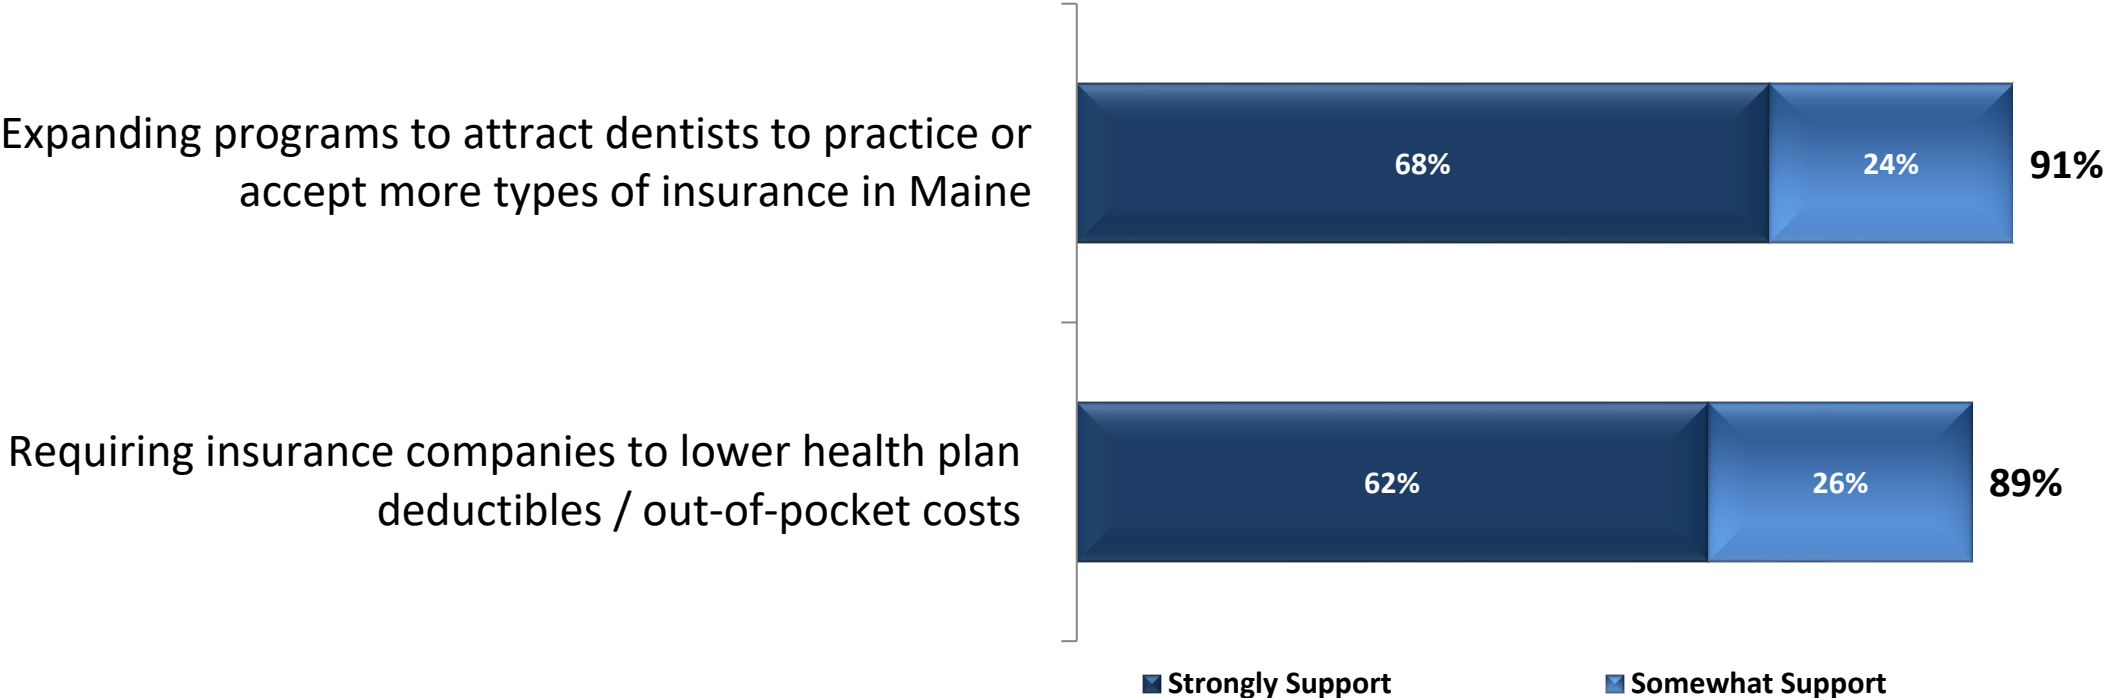 Expanding programs to attract dentists to practice or
accept more types of insurance in Maine
68%
24%
91%
Requiring insurance companies to lower health plan
deductibles / out-of-pocket costs
62%
26%
89%
Strongly Support
Somewhat Support